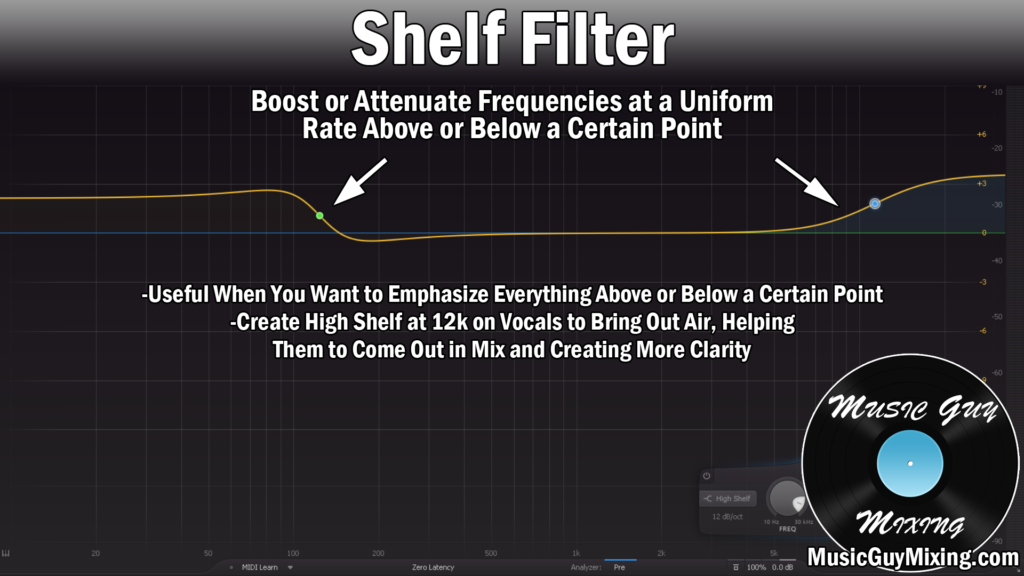 Shelf Filter
Boost or Attenuate Frequencies at a Uniform
Rate Above or Below a Certain Point
+6
+3
0
-3
-6
-10
-20
-30
-40
-50
-60
-90
-Useful When You Want to Emphasize Everything Above or Below a Certain Point
-Create High Shelf at 12k on Vocals to Bring Out Air, Helping
Them to Come Out in Mix and Creating More Clarity
Music Guy
Mixing
MusicGuyMixing.com
High Shelf
12 dB/oct
10 Hz
30 kHz
FREQ
20
50
100
200
500
1k
2k
5k
MIDI Learn
Zero Latency
Analyzer:
Pre
100%
0.0 dB